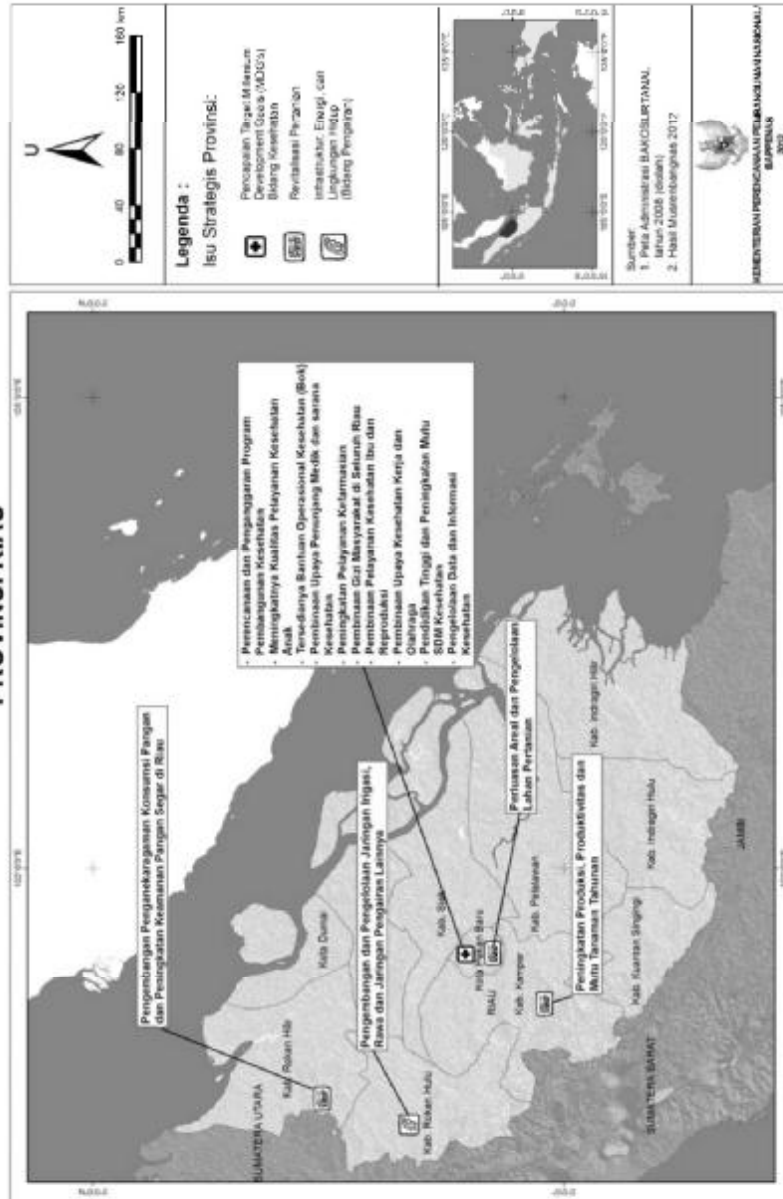 PROVINSI RIAU
Pengembangan Penganekaragaman Konsumsi Pangan
dan Peningkatan Keamanan Pangan Segar di Riau
Pengembangan dan Pengelolaan Jaringan Irigasi,
Rawa dan Jaringan Pengairan Lainnya
- Perencanaan dan Penganggaran Program
Pembangunan Kesehatan
- Meningkatnya Kualitas Pelayanan Kesehatan
Anak
- Tersedianya Bantuan Operasional Kesehatan (Bok)
- Pembinaan Upaya Penunjang Medik dan sarana
Kesehatan
- Peningkatan Pelayanan Kefarmasian
- Pembinaan Gizi Masyarakat di Seluruh Riau
- Pembinaan Pelayanan Kesehatan Ibu dan
Reproduksi
- Pembinaan Upaya Kesehatan Kerja dan
Olahraga
- Pendidikan Tinggi dan Peningkatan Mutu
SDM Kesehatan
- Pengelolaan Data dan Informasi
Kesehatan
Perluasan Areal dan Pengelolaan
Lahan Pertanian
Peningkatan Produksi, Produktivitas dan
Mutu Tanaman Tahunan
SUMATERA UTARA
Kab. Rokan Hilir
Kota Dumai
Kab. Rokan Hulu
Kab. Siak
Kota Pekan Baru
RIAU
Kab. Kampar
Kab. Pelalawan
Kab. Indragiri Hilir
Kab. Indragiri Hulu
Kab. Kuantan Singingi
SUMATERA BARAT
JAMBI
U
0 40 80 120 160 km
Legenda :
Isu Strategis Provinsi:
Pencapaian Target Millenium
Development Goals (MDG's)
Bidang Kesehatan
Revitalisasi Pertanian
Infrastruktur, Energi, dan
Lingkungan Hidup
(Bidang Pengairan)
Sumber:
1. Peta Administrasi BAKOSURTANAL
tahun 2008 (diolah)
2. Hasil Musrenbangnas 2012
KEMENTERIAN PERENCANAAN PEMBANGUNAN NASIONAL/
BAPPENAS